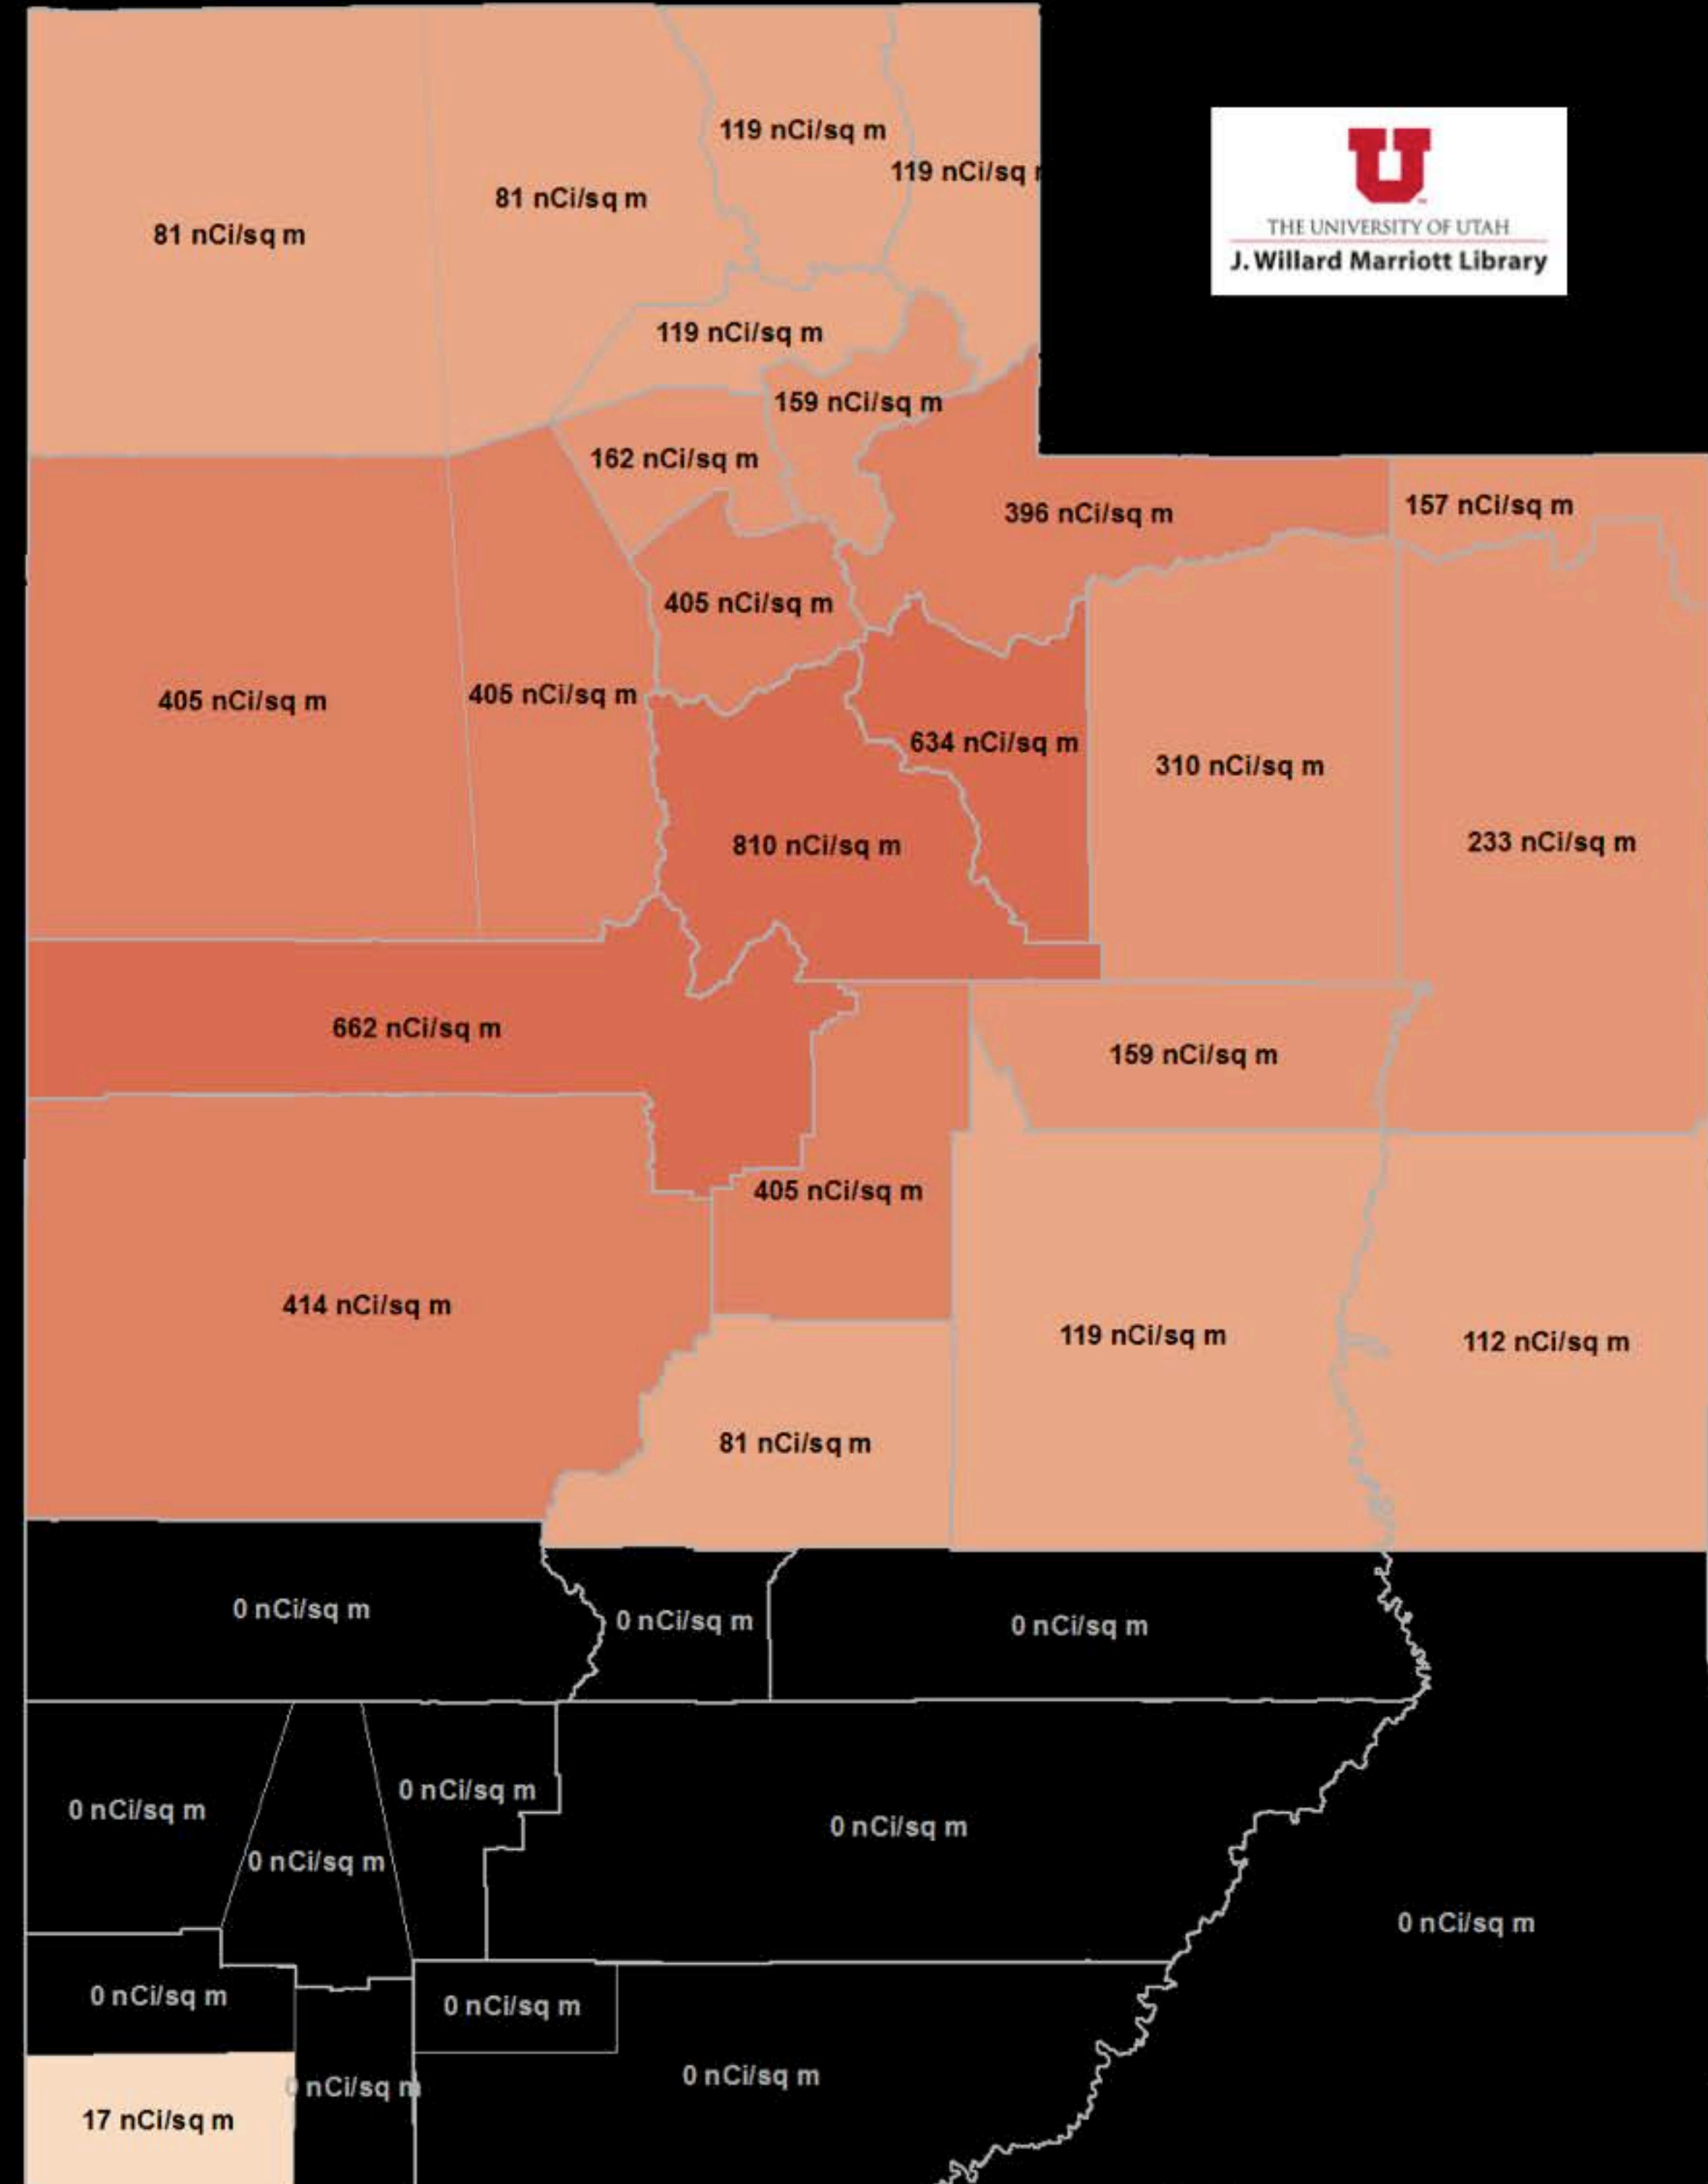 119 nCi/sq m
119 nCi/sq
81 nCi/sq m
81 nCi/sq m
U
THE UNIVERSITY OF UTAH
J. Willard Marriott Library
119 nCi/sq m
159 nCi/sq m
162 nCi/sq m
157 nCi/sq m
396 nCi/sq m
405 nCi/sq m
405 nCi/sq m
405 nCi/sq m
634 nCi/sq m
310 nCi/sq m
233 nCi/sq m
810 nCi/sq m
662 nCi/sq m
159 nCi/sq m
405 nCi/sq m
414 nCi/sq m
119 nCi/sq m
112 nCi/sq m
81 nCi/sq m
0 nCi/sq m
0 nCi/sq m
0 nCi/sq m
0 nCi/sq m
0 nCi/sq m
0 nCi/sq m
0 nCi/sq m
0 nCi/sq m
0 nCi/sq m
0 nCi/sq m
0 nCi/sq m
0 nCi/sq m
0 nCi/sq m
17 nCi/sq m